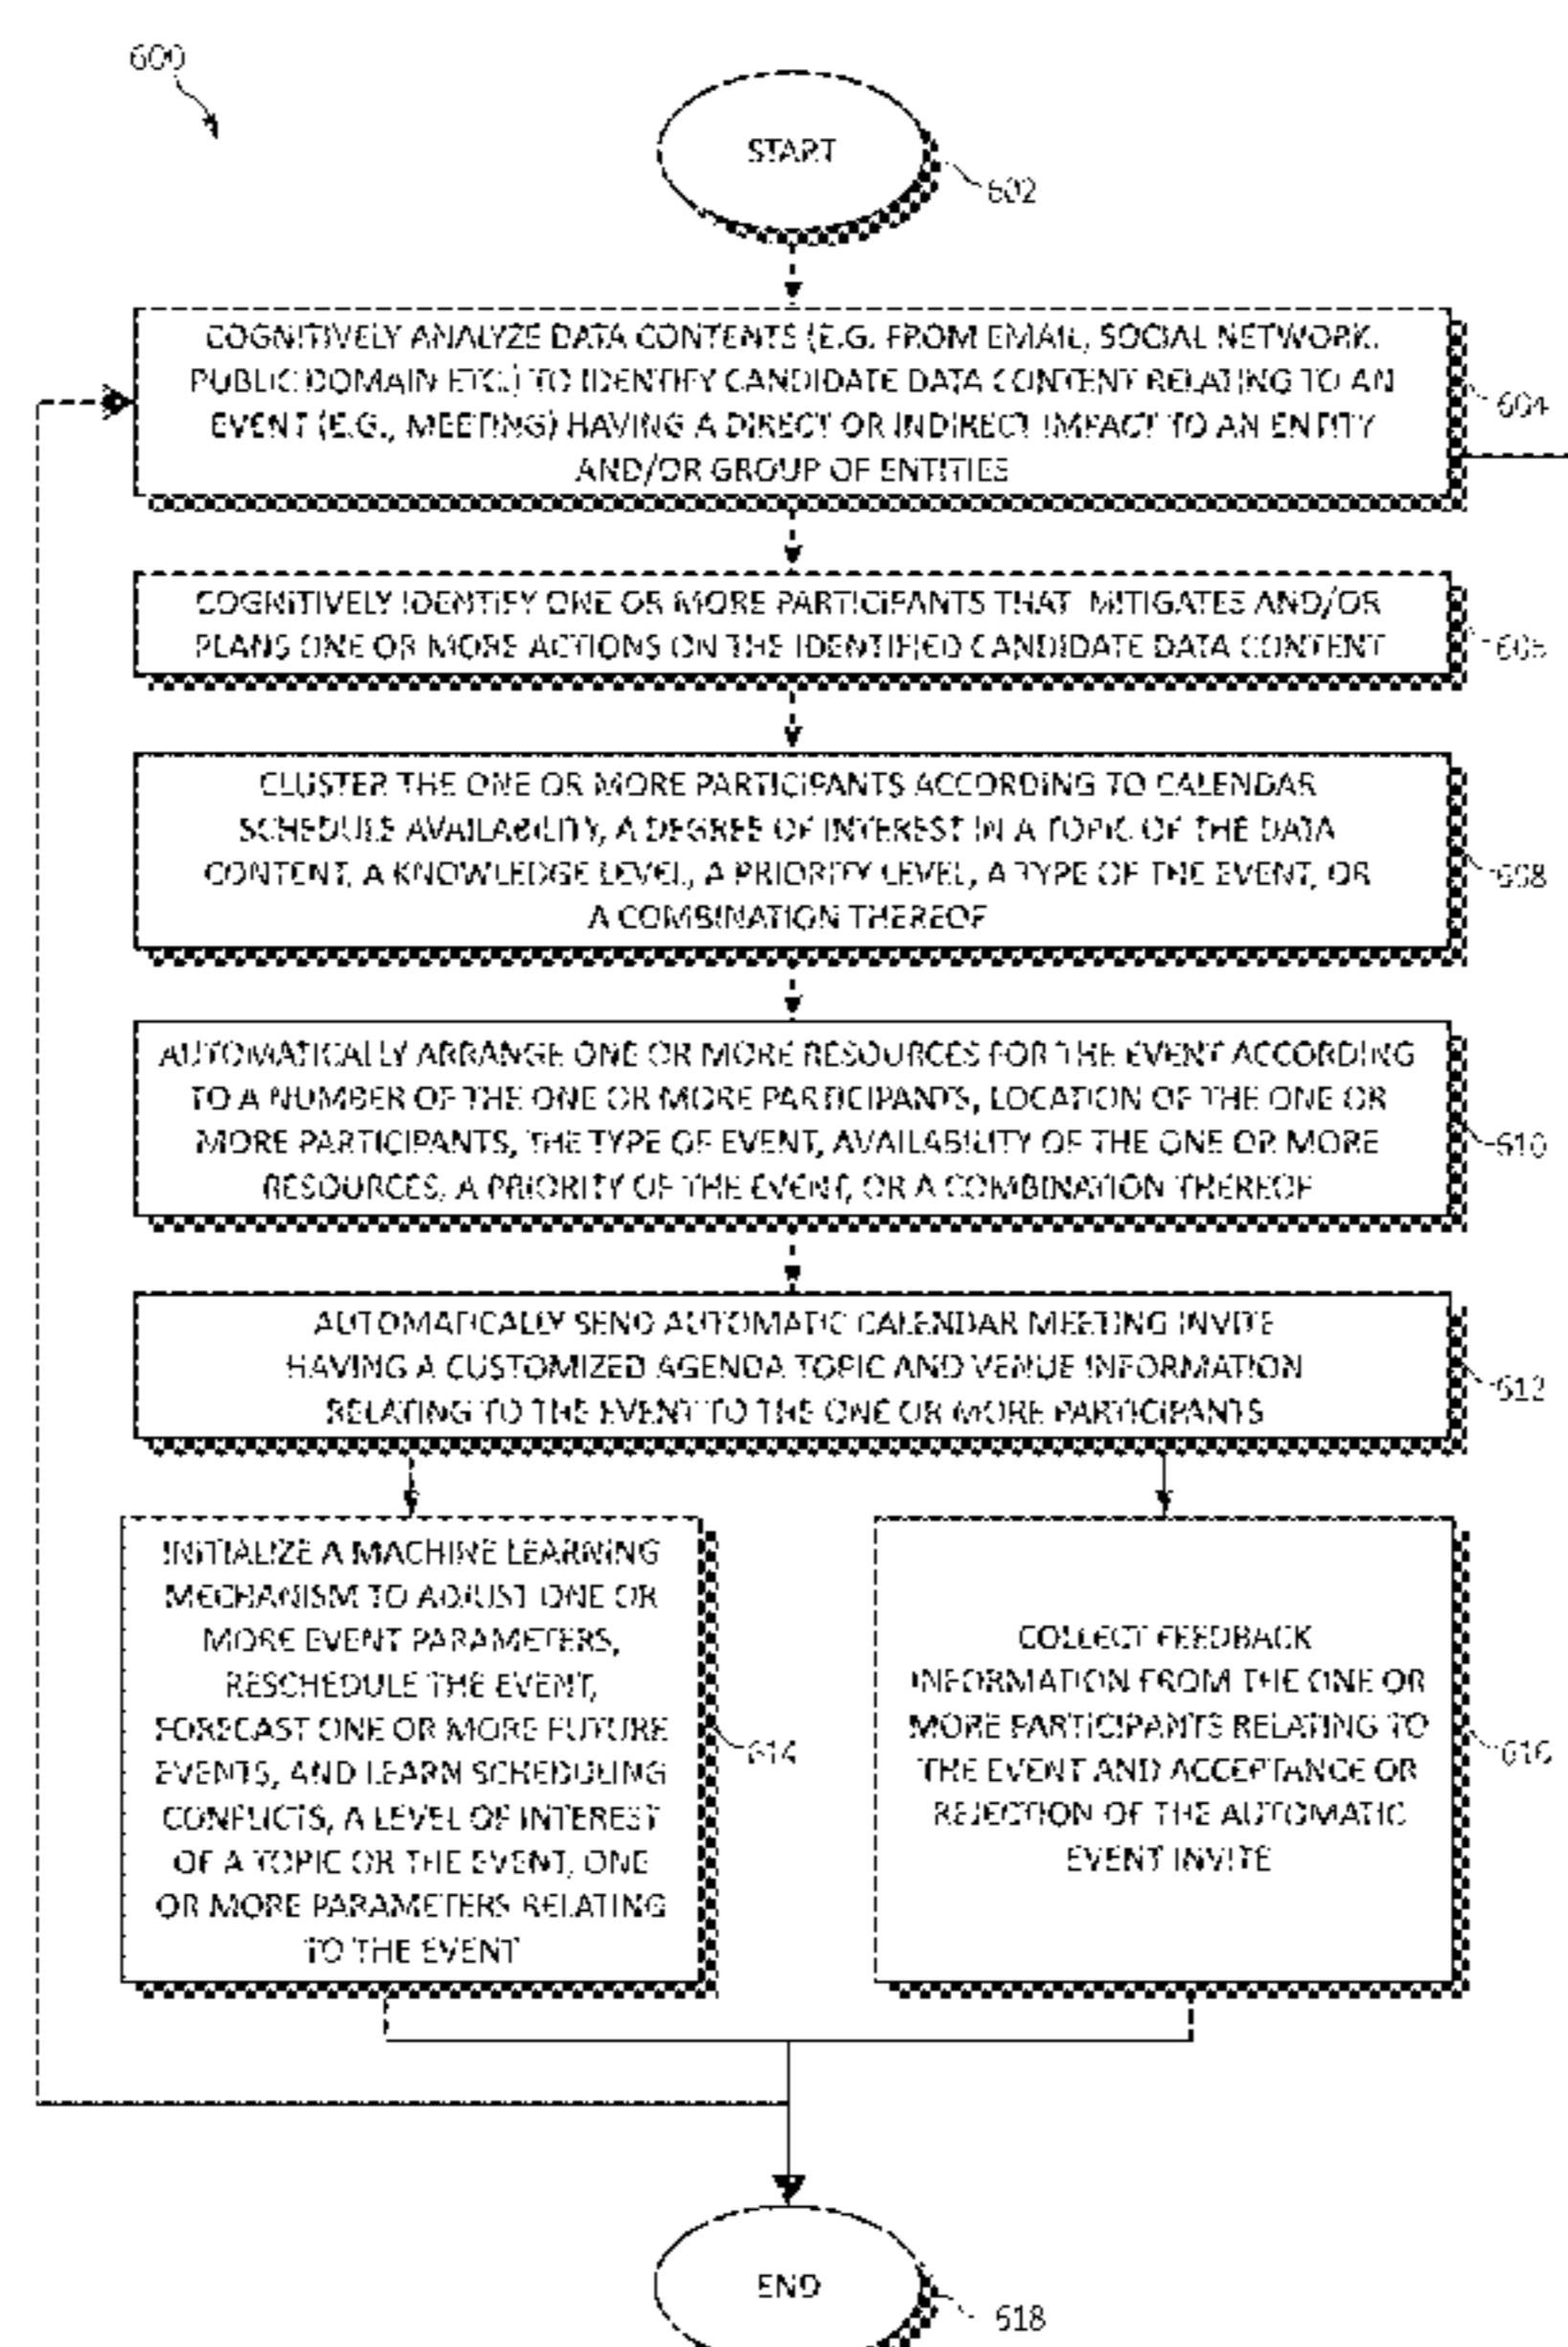 600
START
602
COGNITIVELY ANALYZE DATA CONTENTS (E.G. FROM EMAIL, SOCIAL NETWORK,
PUBLIC DOMAIN ETC.) TO IDENTIFY CANDIDATE DATA CONTENT RELATING TO AN
EVENT (E.G., MEETING) HAVING A DIRECT OR INDIRECT IMPACT TO AN ENTITY
AND/OR GROUP OF ENTITIES
604
COGNITIVELY IDENTIFY ONE OR MORE PARTICIPANTS THAT MITIGATES AND/OR
PLANS ONE OR MORE ACTIONS ON THE IDENTIFIED CANDIDATE DATA CONTENT
606
CLUSTER THE ONE OR MORE PARTICIPANTS ACCORDING TO CALENDAR
SCHEDULE AVAILABILITY, A DEGREE OF INTEREST IN A TOPIC OF THE DATA
CONTENT, A KNOWLEDGE LEVEL, A PRIORITY LEVEL, A TYPE OF THE EVENT, OR
A COMBINATION THEREOF
608
AUTOMATICALLY ARRANGE ONE OR MORE RESOURCES FOR THE EVENT ACCORDING
TO A NUMBER OF THE ONE OR MORE PARTICIPANTS, LOCATION OF THE ONE OR
MORE PARTICIPANTS, THE TYPE OF EVENT, AVAILABILITY OF THE ONE OR MORE
RESOURCES, A PRIORITY OF THE EVENT, OR A COMBINATION THEREOF
610
AUTOMATICALLY SEND AUTOMATIC CALENDAR MEETING INVITE
HAVING A CUSTOMIZED AGENDA TOPIC AND VENUE INFORMATION
RELATING TO THE EVENT TO THE ONE OR MORE PARTICIPANTS
612
INITIALIZE A MACHINE LEARNING
MECHANISM TO ADJUST ONE OR
MORE EVENT PARAMETERS,
RESCHEDULE THE EVENT,
FORECAST ONE OR MORE FUTURE
EVENTS, AND LEARN SCHEDULING
CONFLICTS, A LEVEL OF INTEREST
OF A TOPIC OR THE EVENT, ONE
OR MORE PARAMETERS RELATING
TO THE EVENT
614
COLLECT FEEDBACK
INFORMATION FROM THE ONE OR
MORE PARTICIPANTS RELATING TO
THE EVENT AND ACCEPTANCE OR
REJECTION OF THE AUTOMATIC
EVENT INVITE
616
END
618